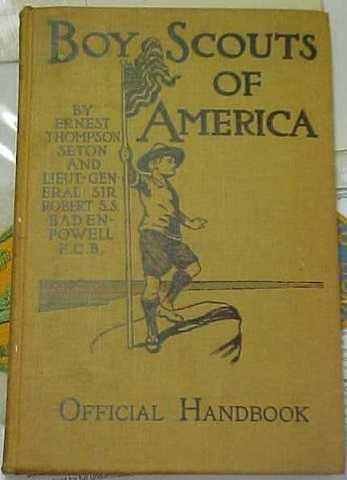 BOY SCOUTS
OF
AMERICA
BY
ERNEST
THOMPSON
SETON
AND
LIEUT-GEN-
ERAL SIR
ROBERT S.S.
BADEN-
POWELL
K.C.B.
OFFICIAL HANDBOOK